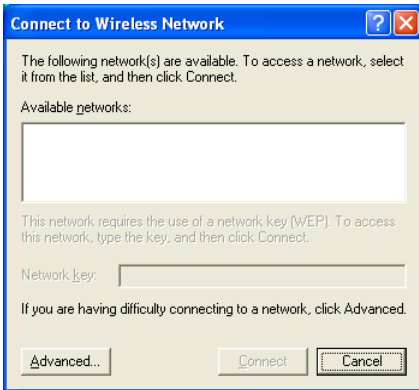 Connect to Wireless Network
The following network(s) are available. To access a network, select
it from the list, and then click Connect.
Available networks:
This network requires the use of a network key (WEP). To access
this network, type the key, and then click Connect.
Network key:
If you are having difficulty connecting to a network, click Advanced.
Advanced... Connect Cancel